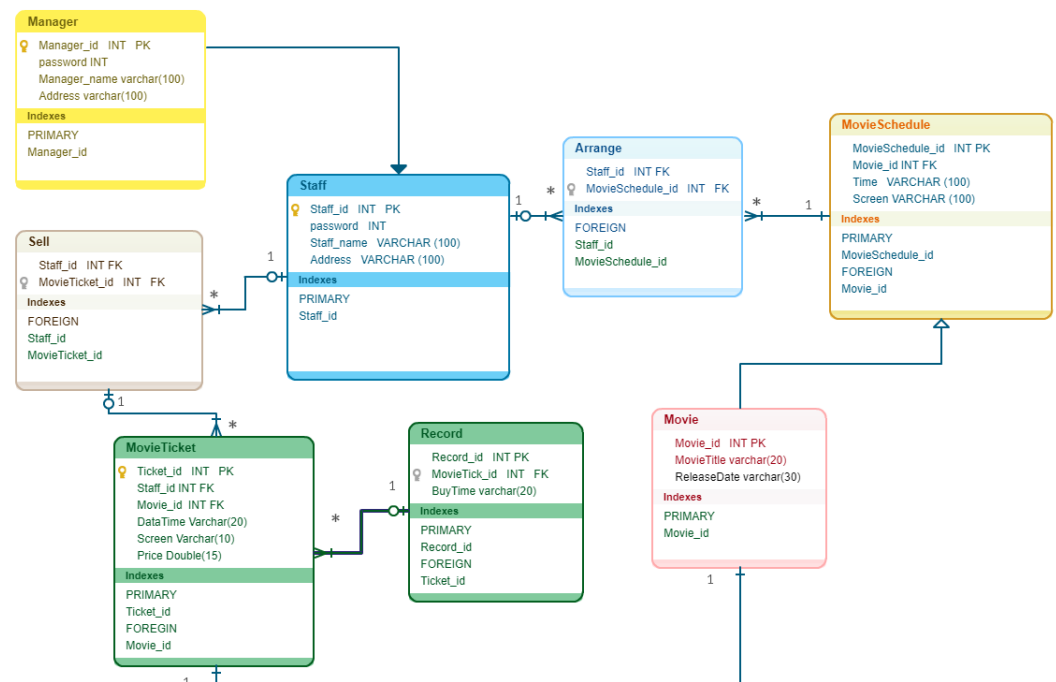 Manager
Manager_id INT PK
password INT
Manager_name varchar(100)
Address varchar(100)
Indexes
PRIMARY
Manager_id
Staff
Staff_id INT PK
password INT
Staff_name VARCHAR (100)
Address VARCHAR (100)
Indexes
PRIMARY
Staff_id
1
*
Arrange
Staff_id INT FK
MovieSchedule_id INT FK
Indexes
FOREIGN
Staff_id
MovieSchedule_id
*
1
MovieSchedule
MovieSchedule_id INT PK
Movie_id INT FK
Time VARCHAR (100)
Screen VARCHAR (100)
Indexes
PRIMARY
MovieSchedule_id
FOREIGN
Movie_id
Sell
Staff_id INT FK
MovieTicket_id INT FK
Indexes
FOREIGN
Staff_id
MovieTicket_id
1
*
1
*
MovieTicket
Ticket_id INT PK
Staff_id INT FK
Movie_id INT FK
DataTime Varchar(20)
Screen Varchar(10)
Price Double(15)
Indexes
PRIMARY
Ticket_id
FOREGIN
Movie_id
1
*
1
Record
Record_id INT PK
MovieTick_id INT FK
BuyTime varchar(20)
Indexes
PRIMARY
Record_id
FOREIGN
Ticket_id
Movie
Movie_id INT PK
MovieTitle varchar(20)
ReleaseDate varchar(30)
Indexes
PRIMARY
Movie_id
1